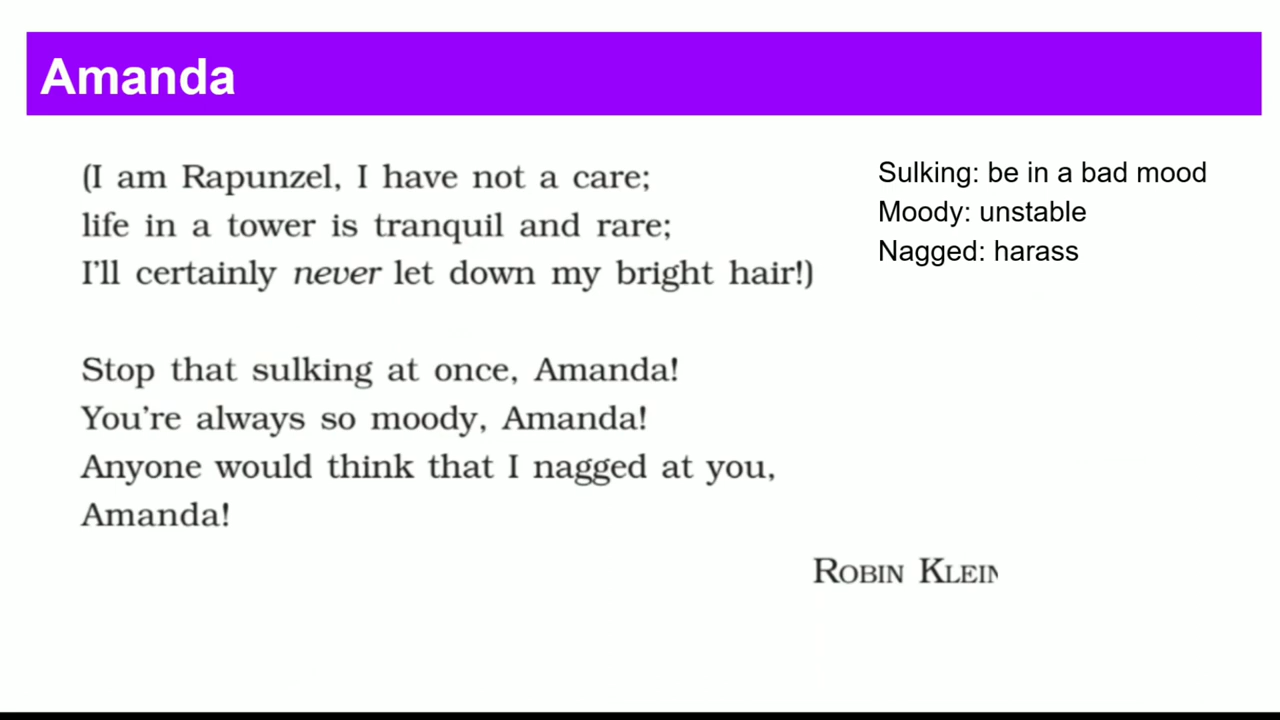 Amanda
(I am Rapunzel, I have not a care;
life in a tower is tranquil and rare;
I'll certainly never let down my bright hair!)
Stop that sulking at once, Amanda!
You're always so moody, Amanda!
Anyone would think that I nagged at you,
Amanda!
ROBIN KLEIN
Sulking: be in a bad mood
Moody: unstable
Nagged: harass